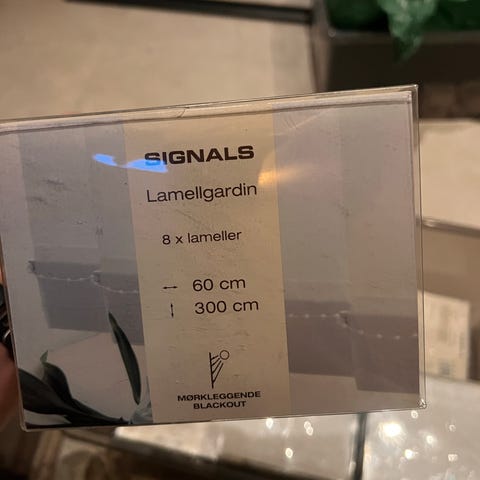 SIGNALS
Lamellgardin
8 x lameller
↔ 60 cm
↕ 300 cm
MØRKLEGGENDE
BLACKOUT